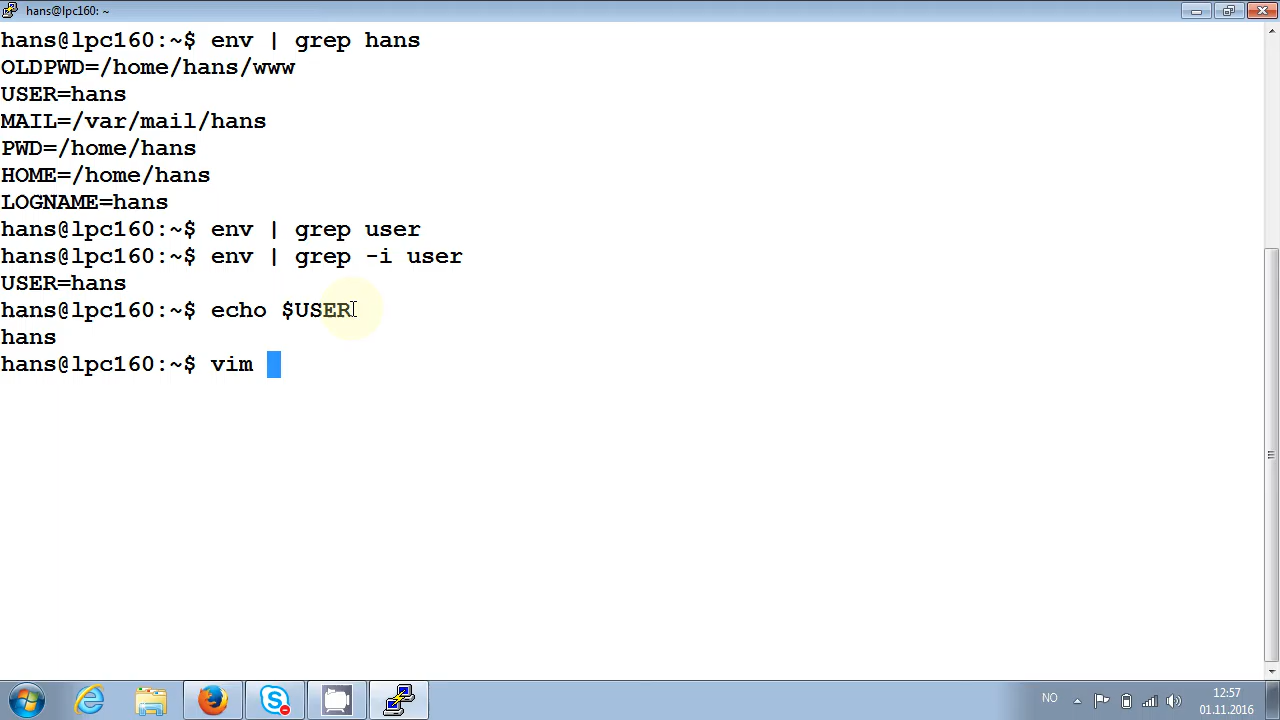 hans@lpc160: ~
hans@lpc160:~$ env | grep hans
OLDPWD=/home/hans/www
USER=hans
MAIL=/var/mail/hans
PWD=/home/hans
HOME=/home/hans
LOGNAME=hans
hans@lpc160:~$ env | grep user
hans@lpc160:~$ env | grep -i user
USER=hans
hans@lpc160:~$ echo $USER
hans
hans@lpc160:~$ vim
NO
12:57
01.11.2016